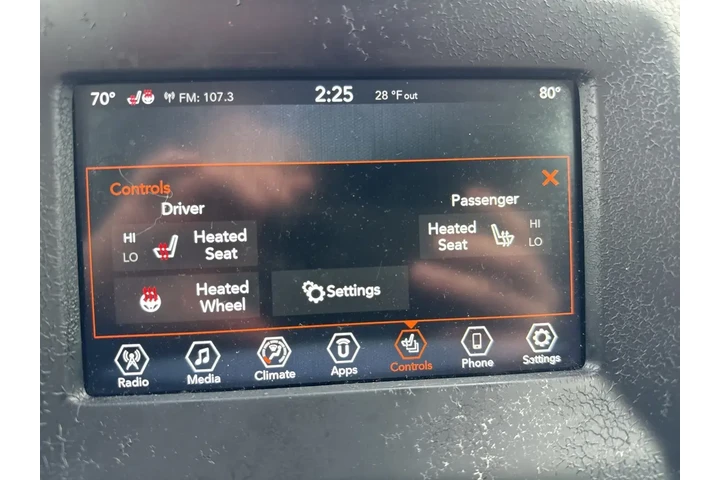 70° FM: 107.3 2:25 28 °F out 80°
Controls
Driver
Passenger
HI
LO
Heated
Seat
Heated
Seat
HI
LO
Heated
Wheel
Settings
Radio Media Climate Apps Controls Phone Settings